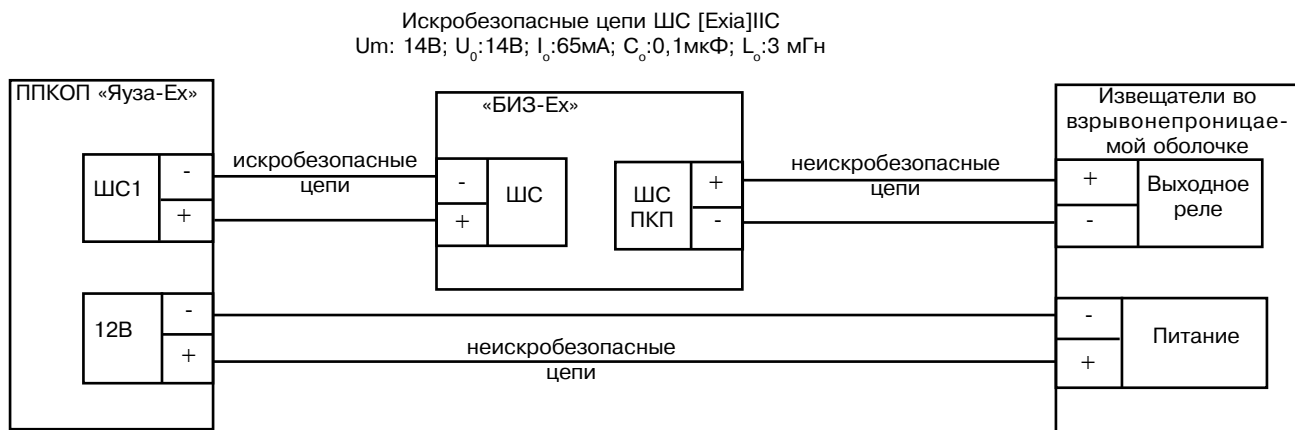 Искробезопасные цепи ШС [Exia]IIC
Um: 14В; U₀:14В; Iₒ:65мА; Cₒ:0,1мкФ; Lₒ:3 мГн
ППКОП «Яуза-Ех»
«БИЗ-Ех»
Извещатели во
взрывонепроницае-
мой оболочке
ШС1
-
+
искробезопасные
цепи
-
+
ШС
ШС
ПКП
+
-
неискробезопасные
цепи
+
-
Выходное
реле
12В
-
+
неискробезопасные
цепи
-
+
Питание